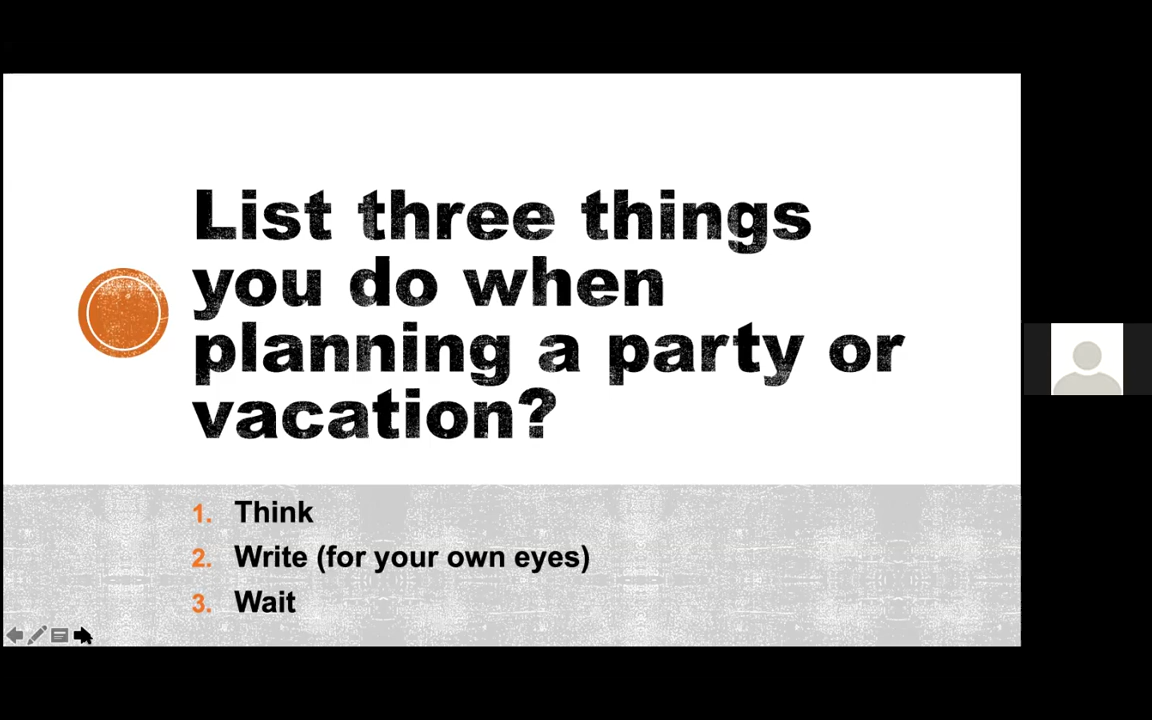 List three things
you do when
planning a party or
vacation?
1. Think
2. Write (for your own eyes)
3. Wait